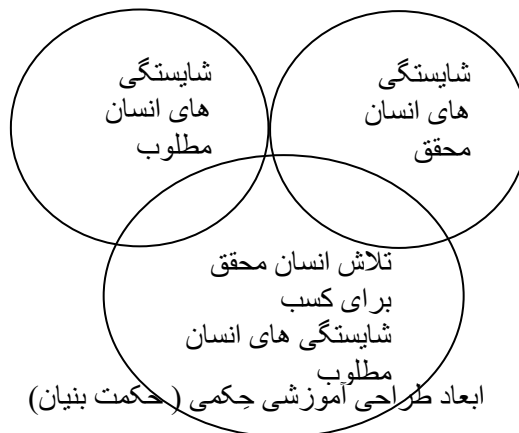 شایستگی
های انسان
محقق
شایستگی
های انسان
مطلوب
تلاش انسان محقق
برای کسب
شایستگی های انسان
مطلوب
ابعاد طراحی آموزشی حِکمی ( حکمت بنیان)